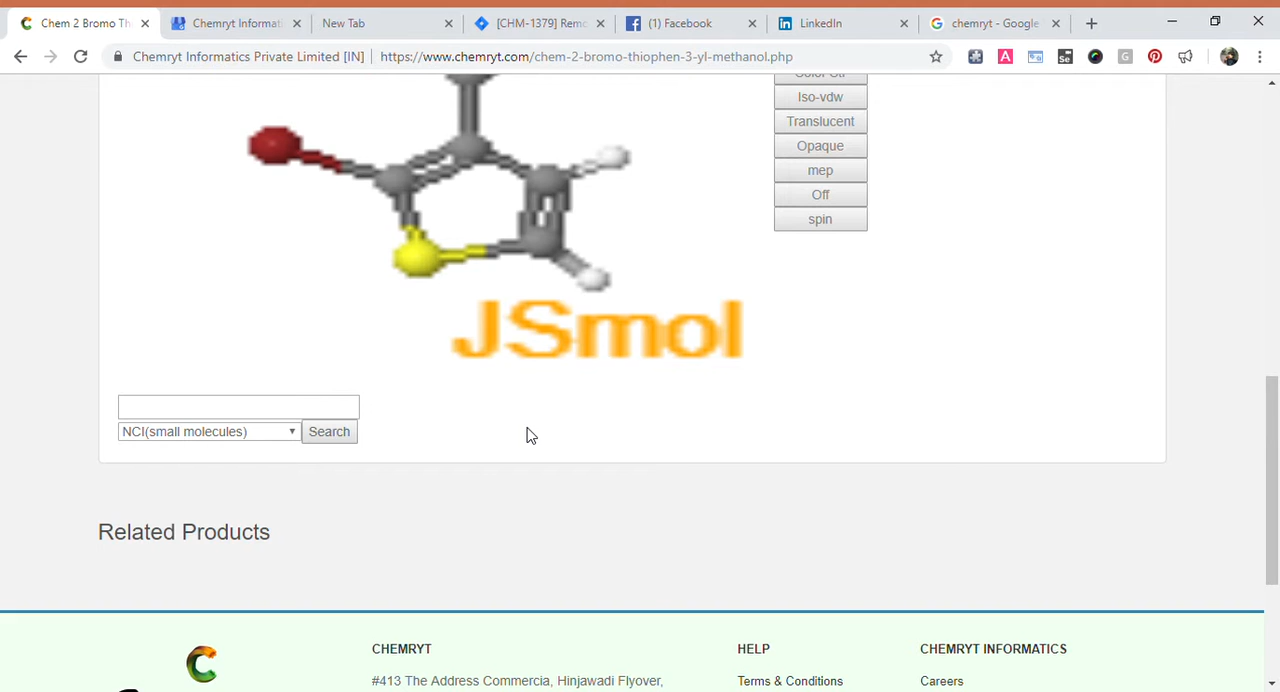 Chem 2 Bromo Th
Chemryt Informati
New Tab
[CHM-1379] Remo
(1) Facebook
LinkedIn
chemryt - Google
Chemryt Informatics Private Limited [IN]
https://www.chemryt.com/chem-2-bromo-thiophen-3-yl-methanol.php
Iso-vdw
Translucent
Opaque
mep
Off
spin
JSmol
NCI(small molecules)
Search
Related Products
CHEMRYT
HELP
CHEMRYT INFORMATICS
#413 The Address Commercia, Hinjawadi Flyover,
Terms & Conditions
Careers